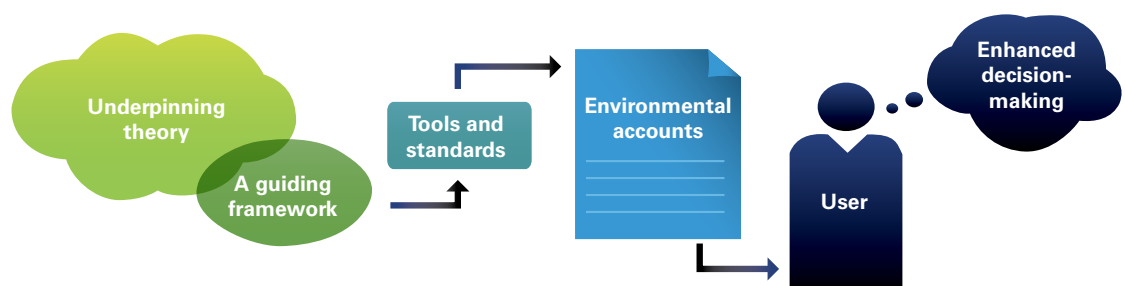 Underpinning
theory
A guiding
framework
Tools and
standards
Environmental
accounts
User
Enhanced
decision-
making